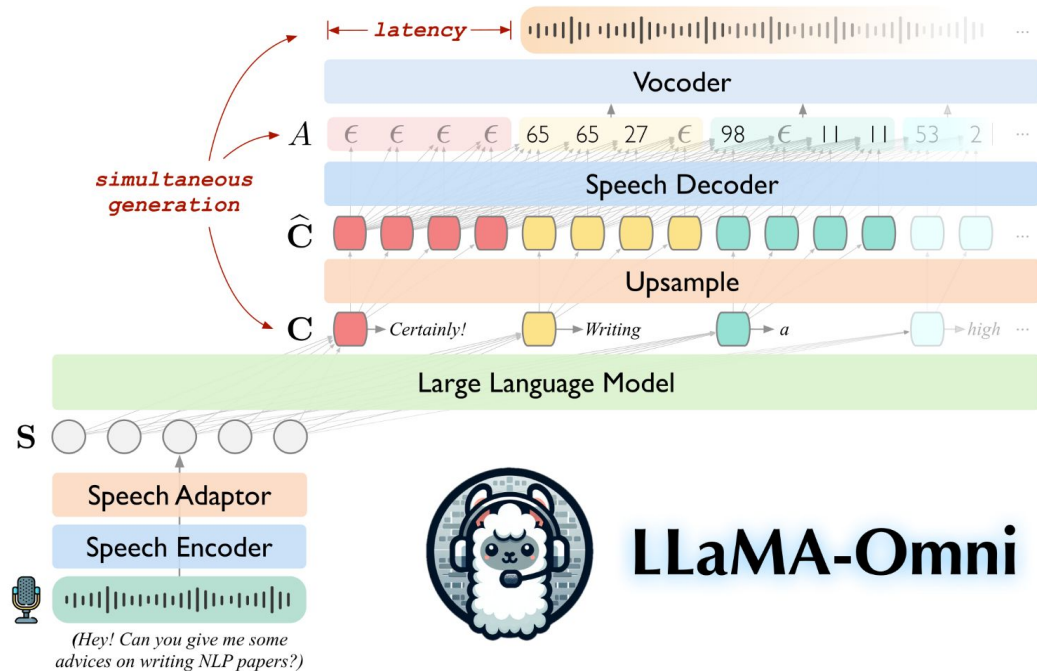 latency
...
Vocoder
A ϵ ϵ ϵ ϵ 65 65 27 ϵ 98 ϵ 11 11 53 2 ...
simultaneous
generation
Speech Decoder
Ĉ ...
Upsample
C Certainly! Writing a high ...
Large Language Model
S
Speech Adaptor
Speech Encoder
LLaMA-Omni
(Hey! Can you give me some
advices on writing NLP papers?)